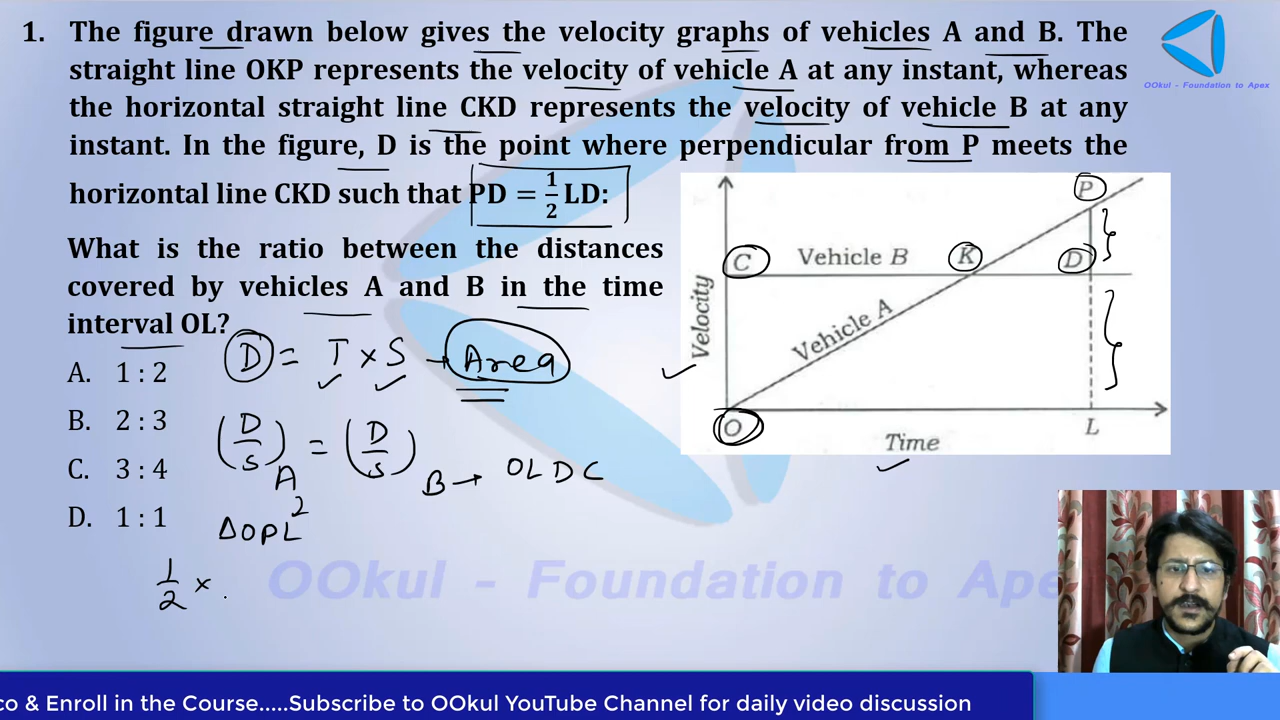 1. The figure drawn below gives the velocity graphs of vehicles A and B. The
straight line OKP represents the velocity of vehicle A at any instant, whereas
the horizontal straight line CKD represents the velocity of vehicle B at any
instant. In the figure, D is the point where perpendicular from P meets the
horizontal line CKD such that PD = 1/2 LD:
What is the ratio between the distances
covered by vehicles A and B in the time
interval OL?
A. 1 : 2
B. 2 : 3
C. 3 : 4
D. 1 : 1
D = T × S → Area
(D/S)A = (D/S)B → OLDC
ΔOPL 2
1/2 ×
OOkul - Foundation to Apex
P
C Vehicle B K D
Velocity
Vehicle A
O L
Time
OOkul - Foundation to Apex
co & Enroll in the Course.....Subscribe to OOkul YouTube Channel for daily video discussion